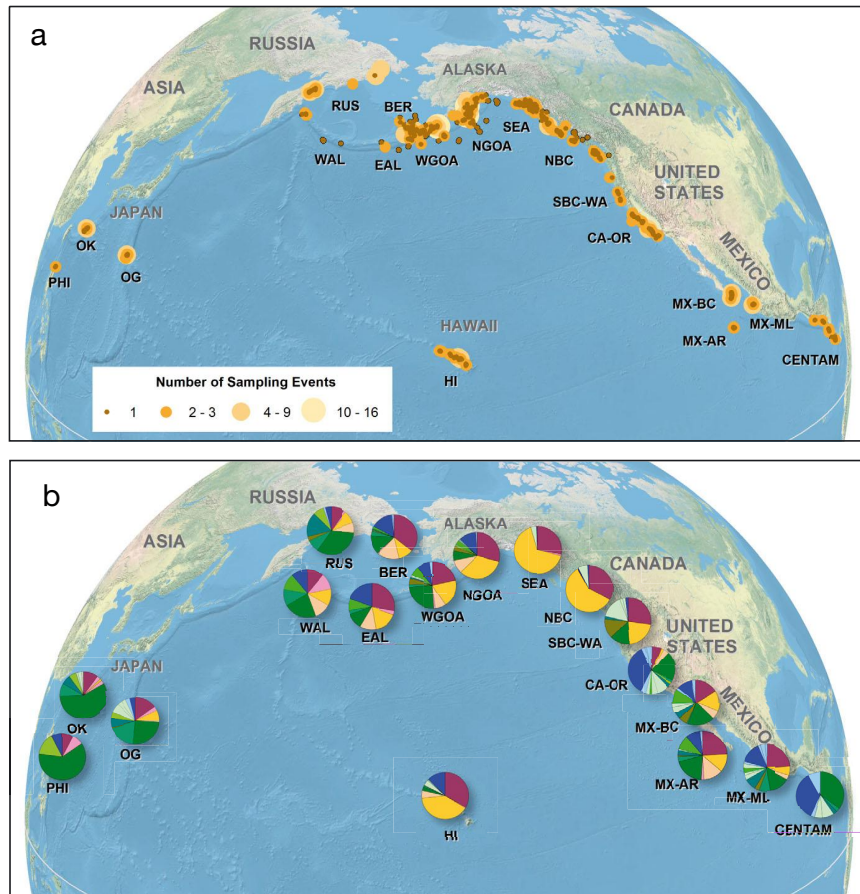 a
RUSSIA
ASIA
ALASKA
CANADA
RUS
BER
SEA
NGOA
WAL
EAL
WGOA
NBC
UNITED
STATES
SBC-WA
JAPAN
OK
CA-OR
MEXICO
PHI
OG
MX-BC
HAWAII
MX-ML
MX-AR
CENTAM
HI
Number of Sampling Events
1 2 - 3 4 - 9 10 - 16
b
RUSSIA
ASIA
ALASKA
CANADA
RUS
BER
NGOA
SEA
WGOA
NBC
WAL
EAL
SBC-WA
UNITED
STATES
JAPAN
CA-OR
MEXICO
OK
MX-BC
OG
PHI
MX-AR
MX-ML
CENTAM
HI